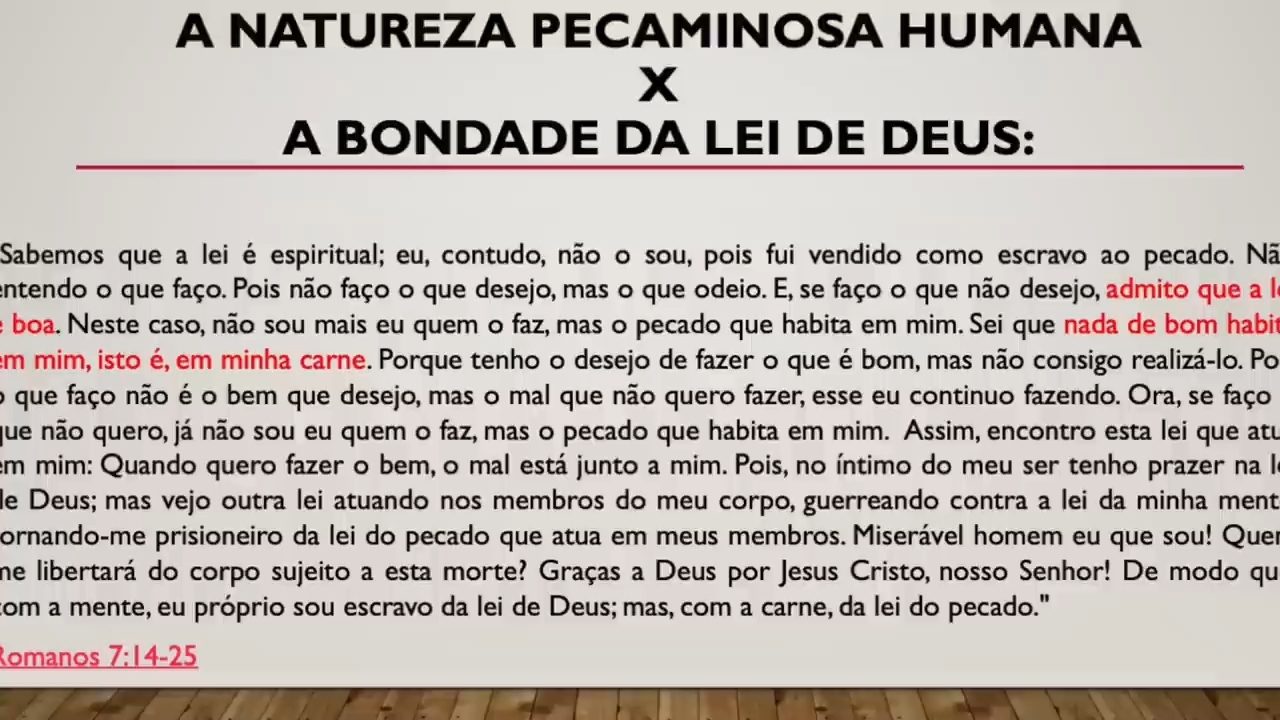 A NATUREZA PECAMINOSA HUMANA
X
A BONDADE DA LEI DE DEUS:
Sabemos que a lei é espiritual; eu, contudo, não o sou, pois fui vendido como escravo ao pecado. Nã
entendo o que faço. Pois não faço o que desejo, mas o que odeio. E, se faço o que não desejo, admito que a le
é boa. Neste caso, não sou mais eu quem o faz, mas o pecado que habita em mim. Sei que nada de bom habit
em mim, isto é, em minha carne. Porque tenho o desejo de fazer o que é bom, mas não consigo realizá-lo. Po
o que faço não é o bem que desejo, mas o mal que não quero fazer, esse eu continuo fazendo. Ora, se faço
que não quero, já não sou eu quem o faz, mas o pecado que habita em mim. Assim, encontro esta lei que atu
em mim: Quando quero fazer o bem, o mal está junto a mim. Pois, no íntimo do meu ser tenho prazer na le
de Deus; mas vejo outra lei atuando nos membros do meu corpo, guerreando contra a lei da minha ment
tornando-me prisioneiro da lei do pecado que atua em meus membros. Miserável homem eu que sou! Quem
me libertará do corpo sujeito a esta morte? Graças a Deus por Jesus Cristo, nosso Senhor! De modo qu
com a mente, eu próprio sou escravo da lei de Deus; mas, com a carne, da lei do pecado."
Romanos 7:14-25